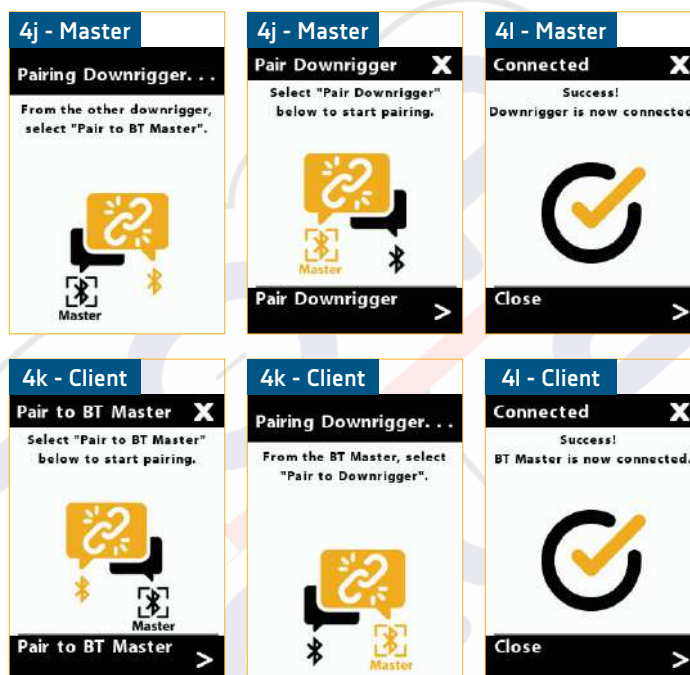 4j - Master
Pairing Downrigger. . .
From the other downrigger,
select "Pair to BT Master".
Master
4j - Master
Pair Downrigger X
Select "Pair Downrigger"
below to start pairing.
Master
Pair Downrigger >
4l - Master
Connected X
Success!
Downrigger is now connected
Close >
4k - Client
Pair to BT Master X
Select "Pair to BT Master"
below to start pairing.
Master
Pair to BT Master >
4k - Client
Pairing Downrigger. . .
From the BT Master, select
"Pair to Downrigger".
Master
4l - Client
Connected X
Success!
BT Master is now connected.
Close >